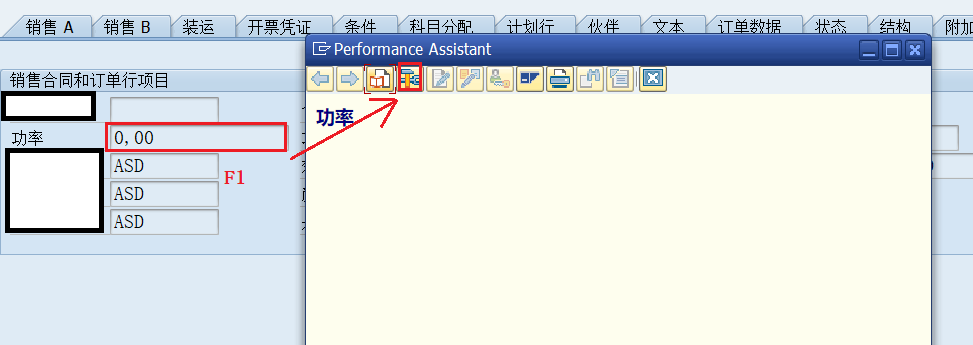 销售 A 销售 B 装运 开票凭证 条件 科目分配 计划行 伙伴 文本 订单数据 状态 结构 附加
Performance Assistant
销售合同和订单行项目
功率
功率 0,00
ASD
F1
ASD
ASD